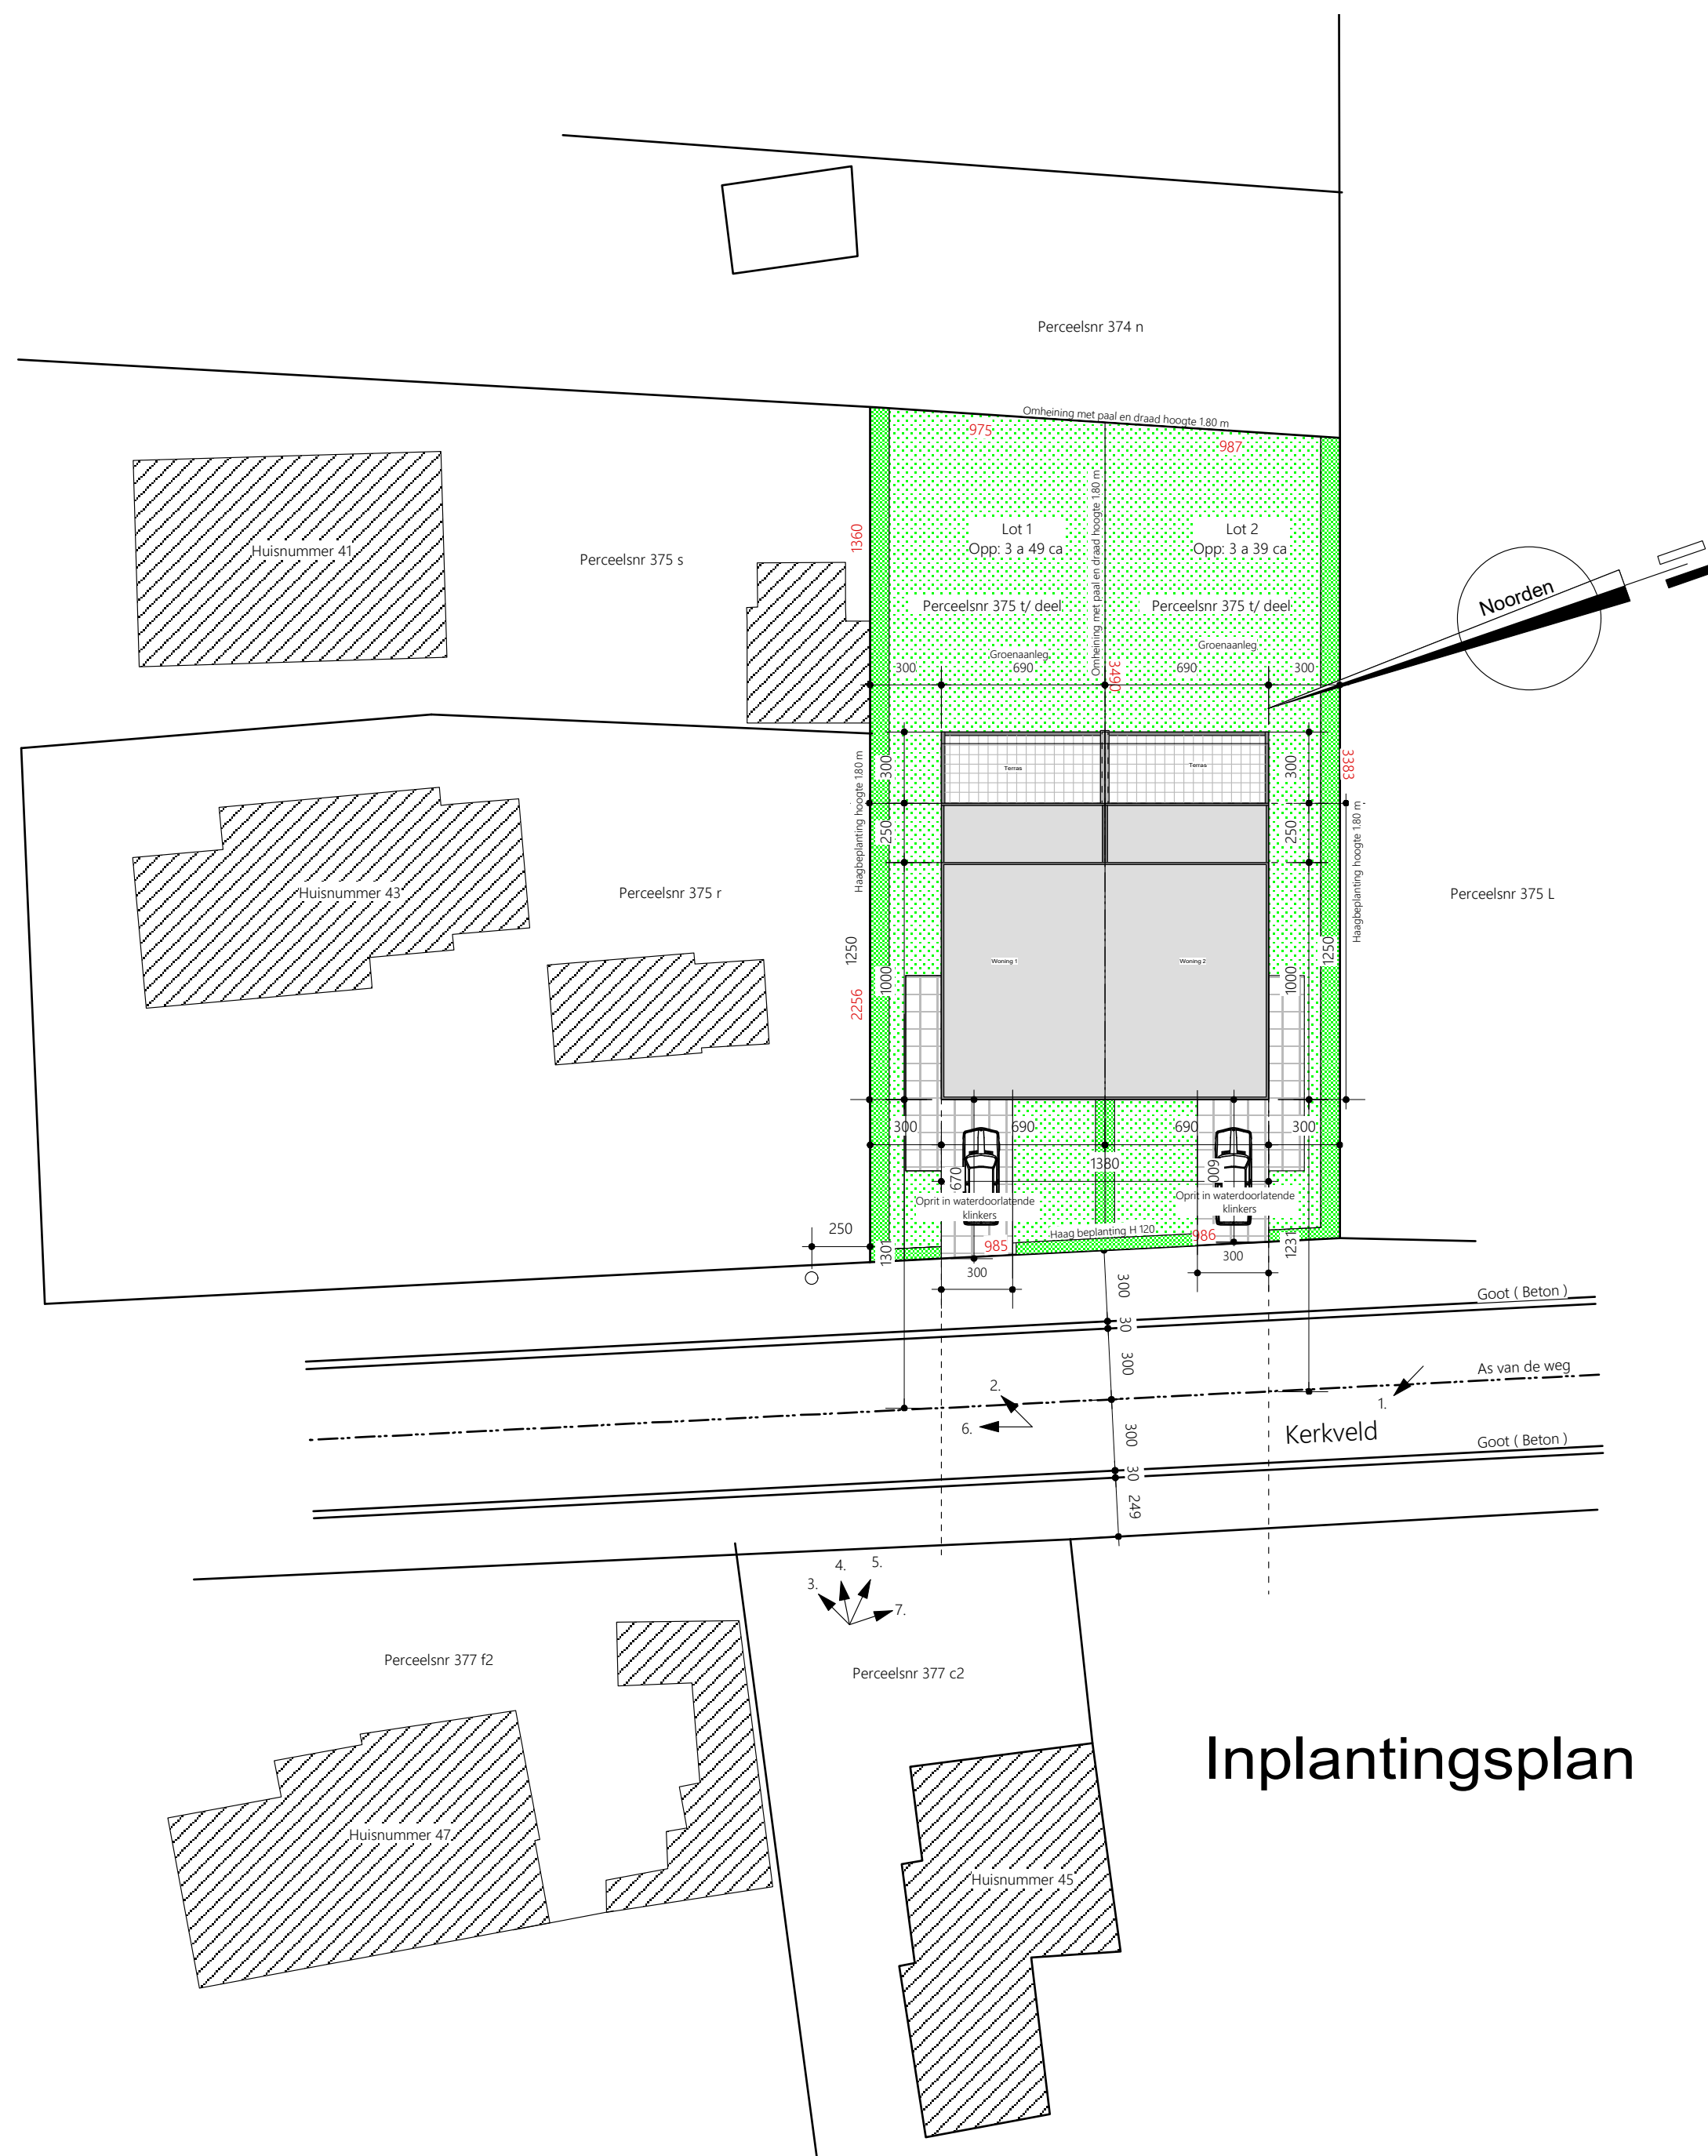 Perceelsnr 374 n
Omheining met paal en draad hoogte 1.80 m
975
987
Huisnummer 41
Perceelsnr 375 s
1360
Lot 1
Opp: 3 a 49 ca
Perceelsnr 375 t/ deel
Groenaanleg
Omheining met paal en draad hoogte 1.80 m
Lot 2
Opp: 3 a 39 ca
Perceelsnr 375 t/ deel
Groenaanleg
Noorden
300
690
3490
690
300
Haagbeplanting hoogte 1.80 m
300
Terras
Terras
300
3383
250
250
Haagbeplanting hoogte 1.80 m
Huisnummer 43
Perceelsnr 375 r
Perceelsnr 375 L
1250
2256
1000
Woning 1
Woning 2
1000
1250
300
690
690
300
1380
670
600
Oprit in waterdoorlatende
klinkers
Oprit in waterdoorlatende
klinkers
250
1301
985
Haag beplanting H 120
986
1231
300
300
300
30
300
Goot ( Beton )
As van de weg
1.
2.
6.
Kerkveld
300
30
249
Goot ( Beton )
3.
4.
5.
7.
Perceelsnr 377 f2
Perceelsnr 377 c2
Inplantingsplan
Huisnummer 47
Huisnummer 45